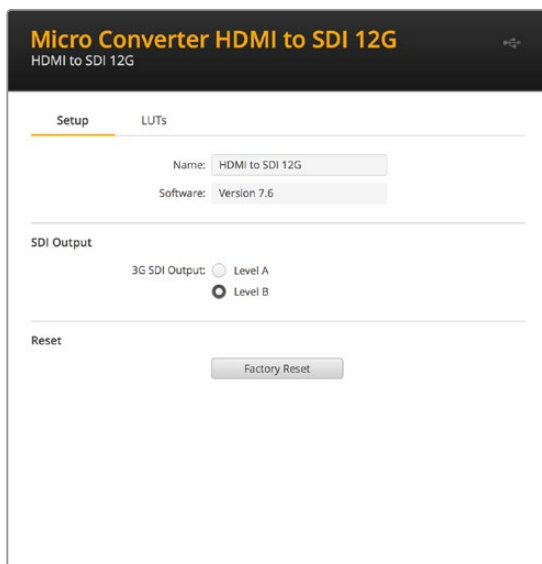 Micro Converter HDMI to SDI 12G
HDMI to SDI 12G
Setup LUTs
Name: HDMI to SDI 12G
Software: Version 7.6
SDI Output
3G SDI Output: Level A
Level B
Reset
Factory Reset